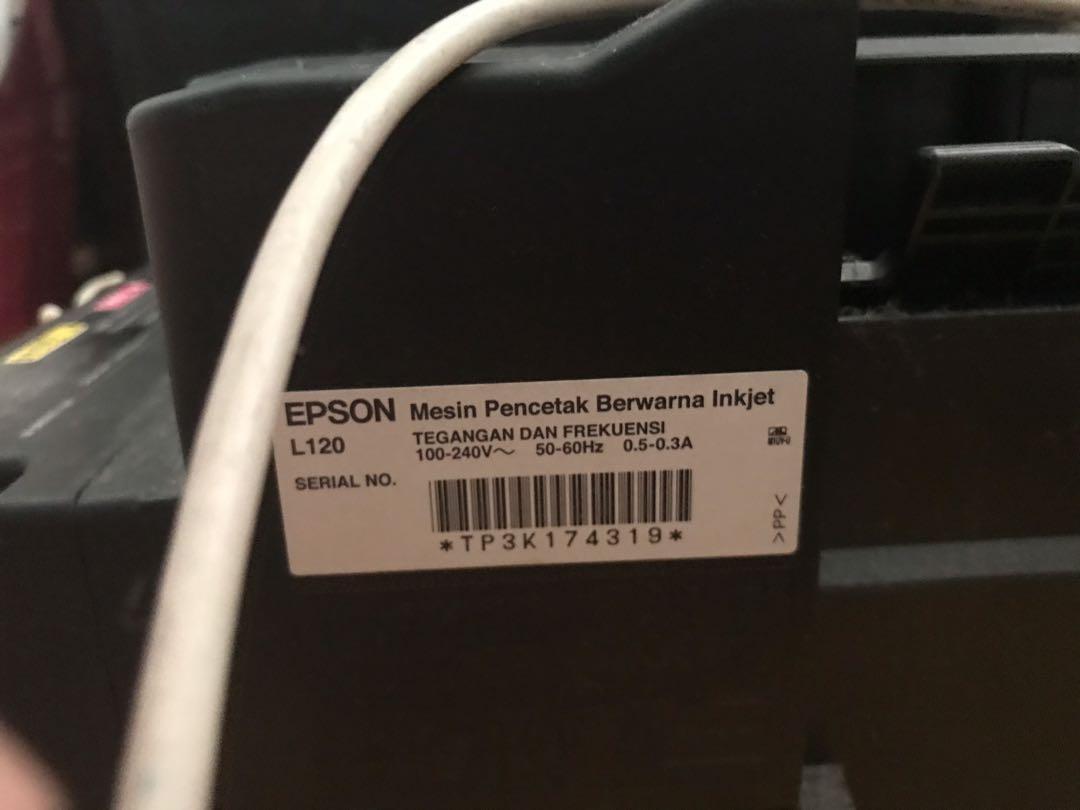 EPSON Mesin Pencetak Berwarna Inkjet
L120 TEGANGAN DAN FREKUENSI
100-240V～ 50-60Hz 0.5-0.3A
SERIAL NO.
*TP3K174319*
>PP<